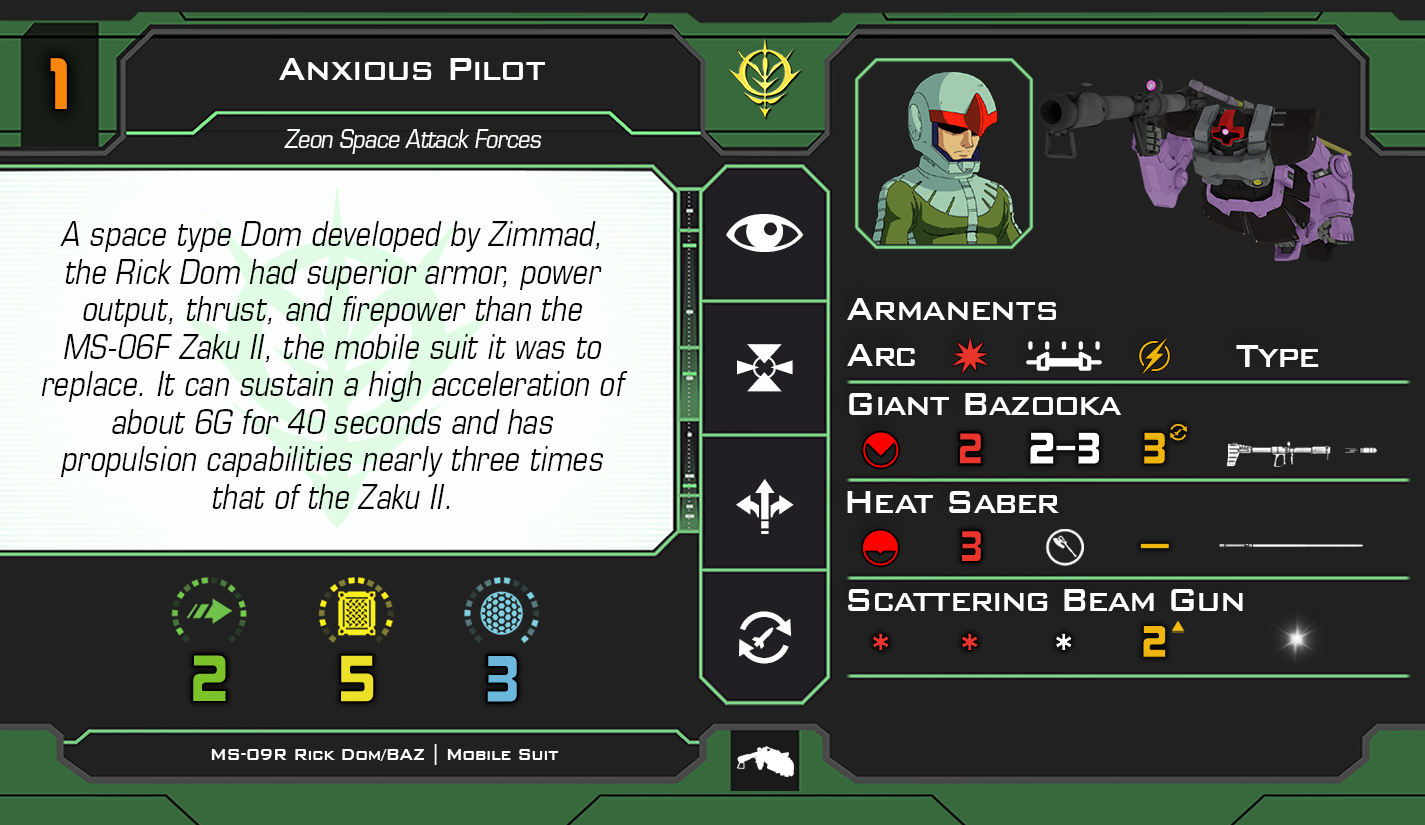 1
Anxious Pilot
Zeon Space Attack Forces
A space type Dom developed by Zimmad,
the Rick Dom had superior armor, power
output, thrust, and firepower than the
MS-06F Zaku II, the mobile suit it was to
replace. It can sustain a high acceleration of
about 6G for 40 seconds and has
propulsion capabilities nearly three times
that of the Zaku II.
2 5 3
MS-09R Rick Dom/BAZ | Mobile Suit
Armanents
Arc Type
Giant Bazooka
2 2-3 3
Heat Saber
3 –
Scattering Beam Gun
* * * 2